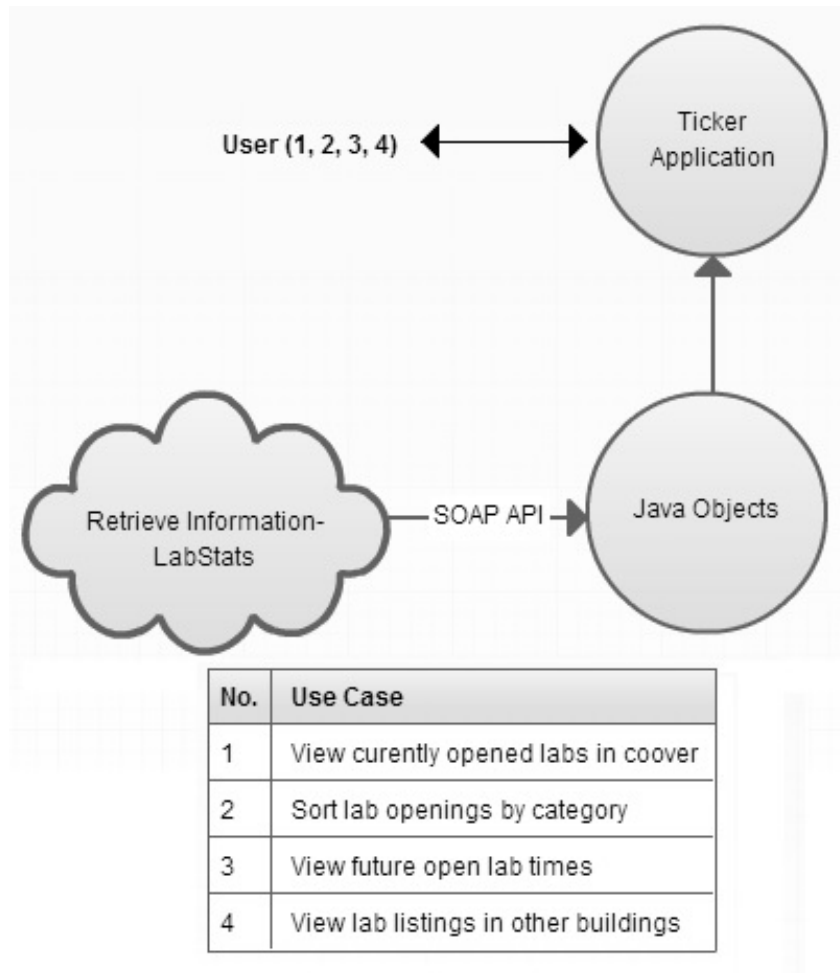 Ticker
Application
User (1, 2, 3, 4)
Retrieve Information-
LabStats
SOAP API
Java Objects
No. Use Case
1 View curently opened labs in coover
2 Sort lab openings by category
3 View future open lab times
4 View lab listings in other buildings